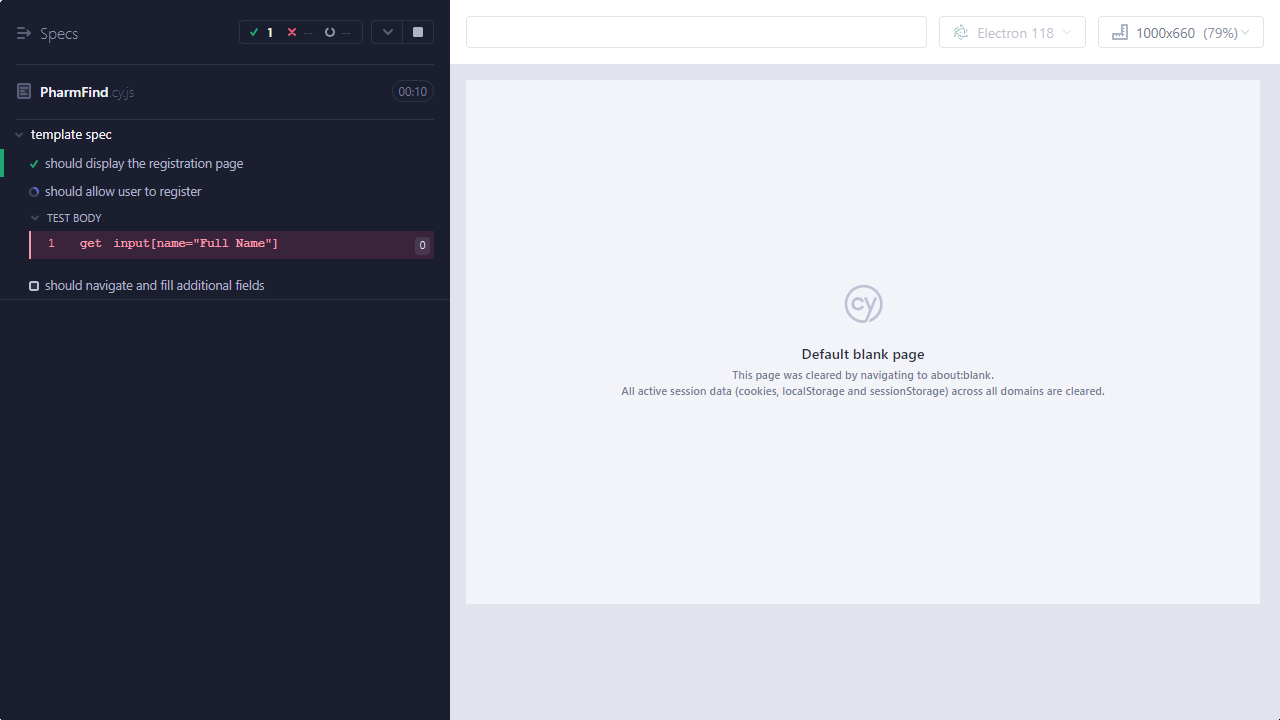 Specs
1 -- --
PharmFind.cy.js
00:10
template spec
should display the registration page
should allow user to register
TEST BODY
1 get input[name="Full Name"] 0
should navigate and fill additional fields
Electron 118
1000x660 (79%)
cy
Default blank page
This page was cleared by navigating to about:blank.
All active session data (cookies, localStorage and sessionStorage) across all domains are cleared.